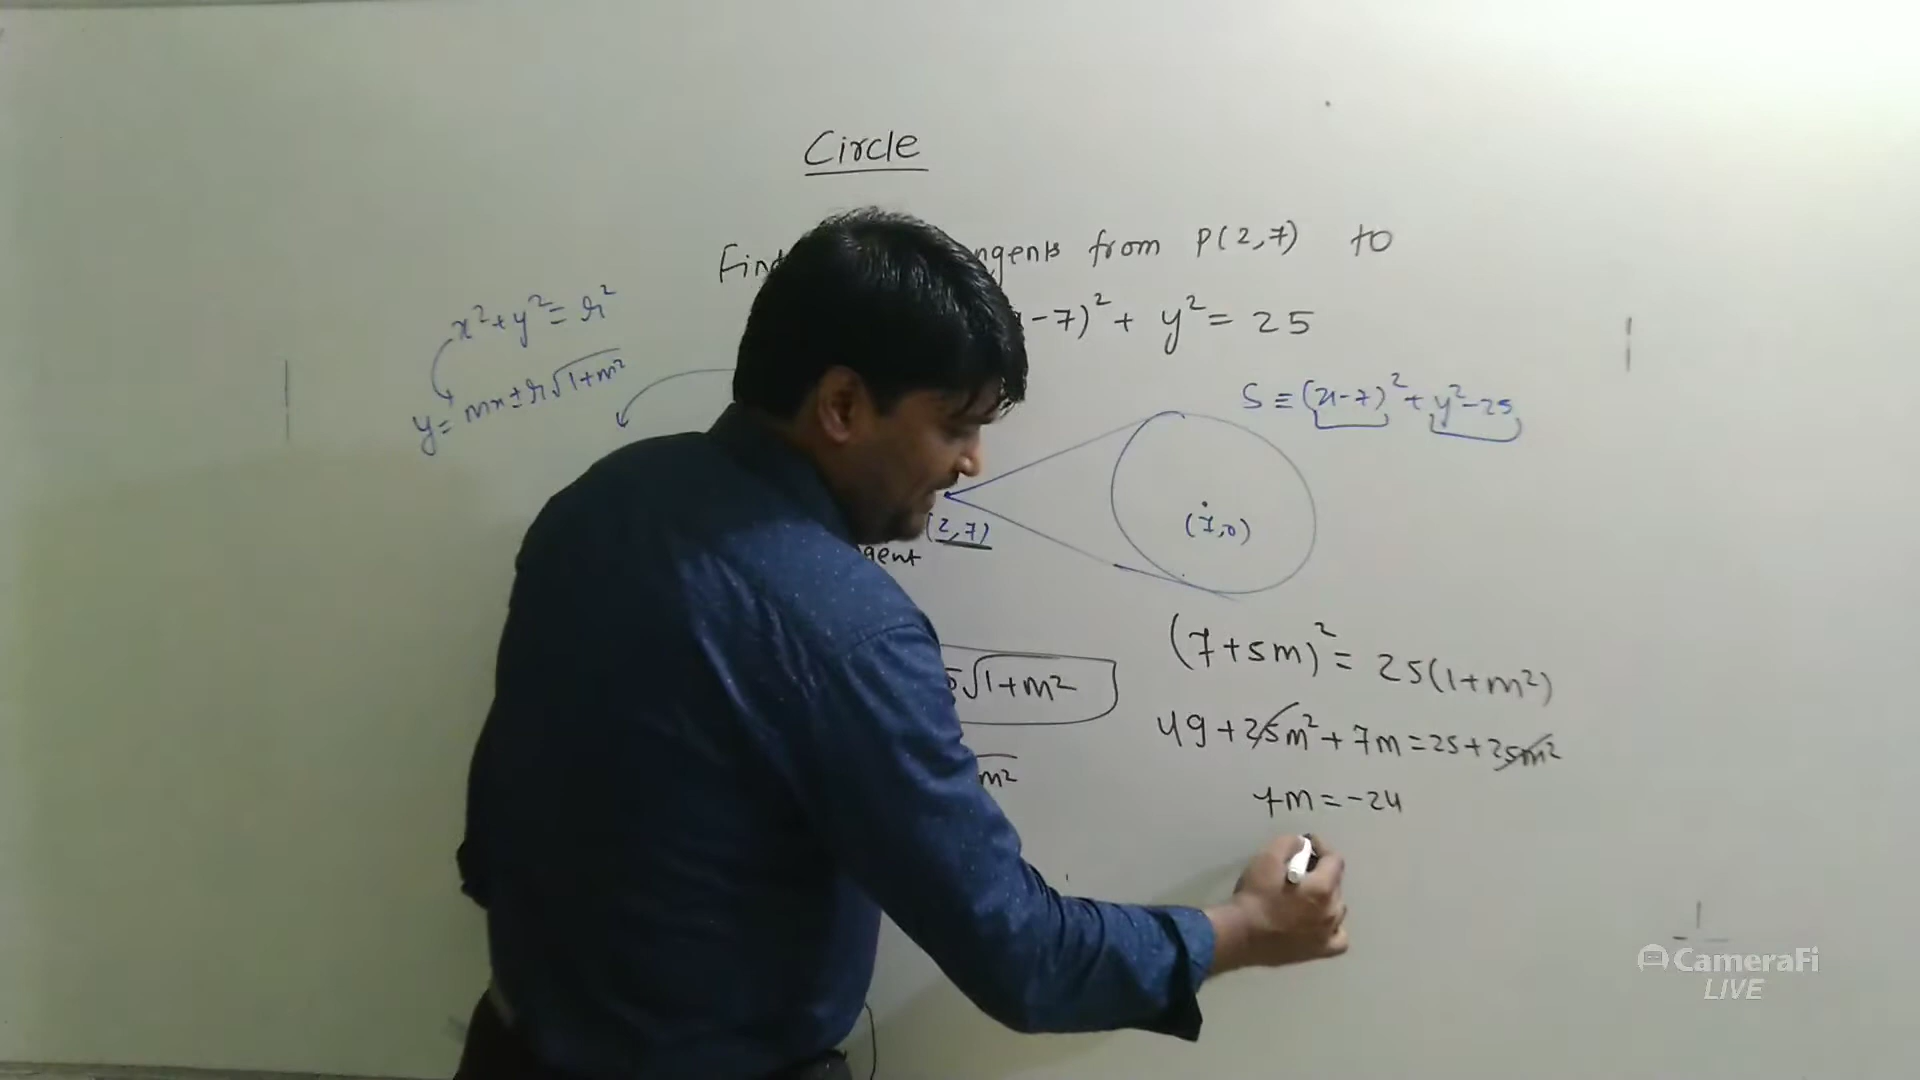 Circle
Find from P(2,7) to
-7)² + y² = 25
x²+y²=r²
y=mx±r√1+m²
S≡(x-7)²+y²-25
(2,7)
(7,0)
√1+m²
m²
(7+5m)²=25(1+m²)
49+25m²+7m=25+25m²
7m=-24
CameraFi
LIVE